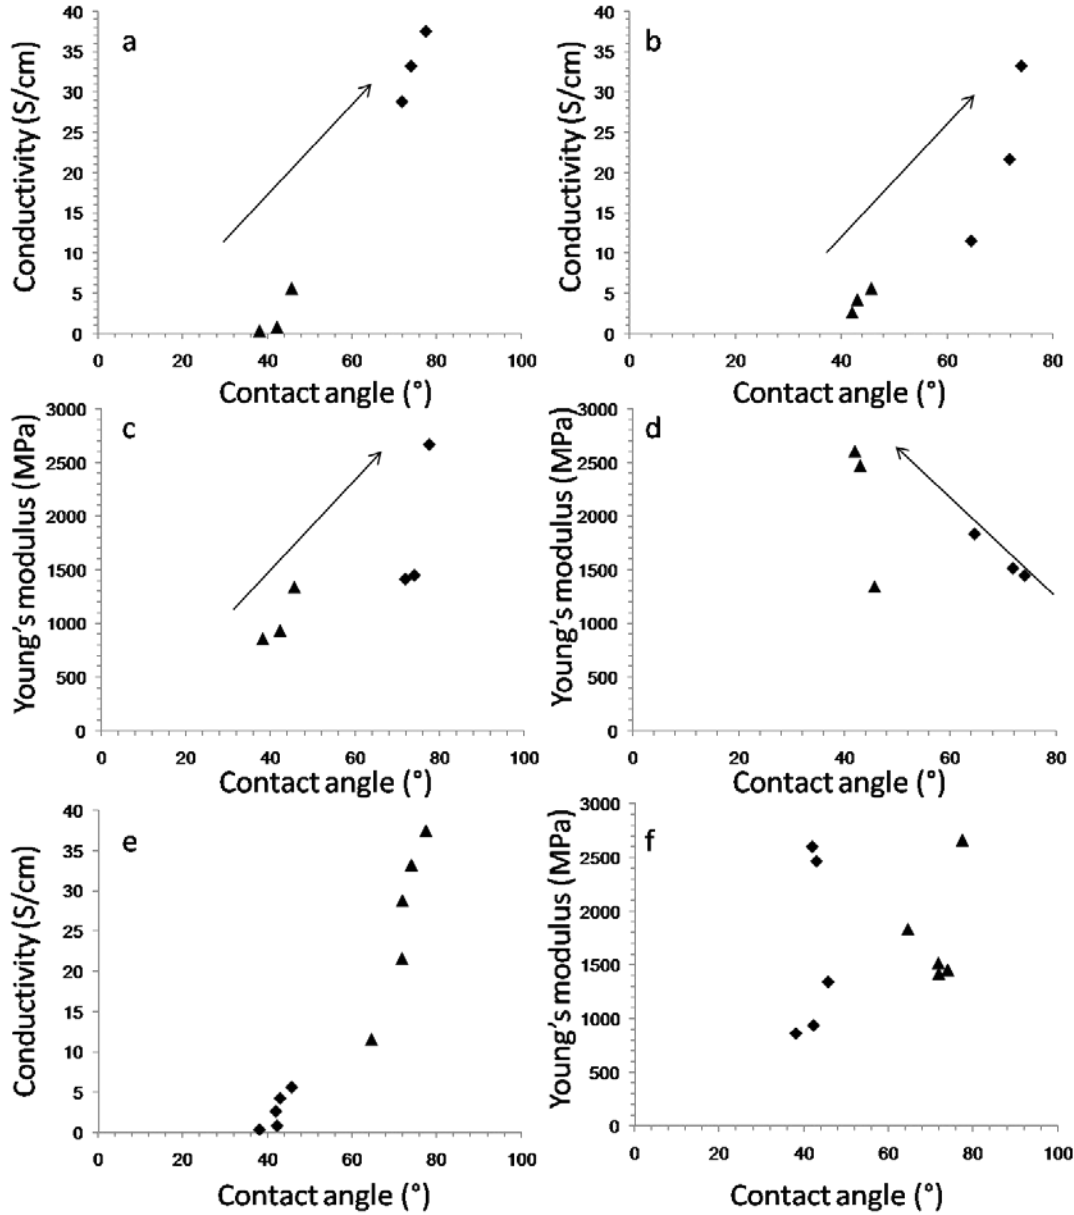 a
40
35
30
25
20
15
10
5
0
Conductivity (S/cm)
0 20 40 60 80 100
Contact angle (°)
b
40
35
30
25
20
15
10
5
0
Conductivity (S/cm)
0 20 40 60 80
Contact angle (°)
c
3000
2500
2000
1500
1000
500
0
Young's modulus (MPa)
0 20 40 60 80 100
Contact angle (°)
d
3000
2500
2000
1500
1000
500
0
Young's modulus (MPa)
0 20 40 60 80
Contact angle (°)
e
40
35
30
25
20
15
10
5
0
Conductivity (S/cm)
0 20 40 60 80 100
Contact angle (°)
f
3000
2500
2000
1500
1000
500
0
Young's modulus (MPa)
0 20 40 60 80 100
Contact angle (°)